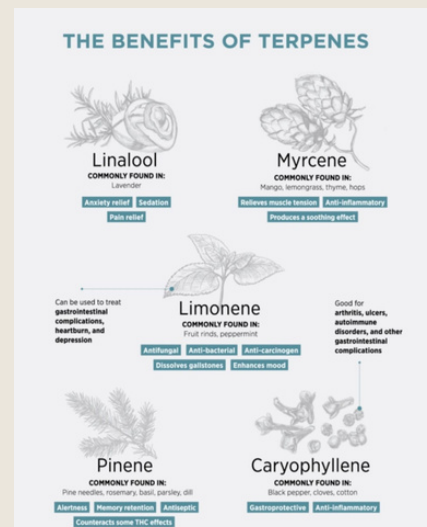 THE BENEFITS OF TERPENES
Linalool
COMMONLY FOUND IN:
Lavender
Anxiety relief
Sedation
Pain relief
Myrcene
COMMONLY FOUND IN:
Mango, lemongrass, thyme, hops
Relieves muscle tension
Anti-inflammatory
Produces a soothing effect
Can be used to treat
gastrointestinal
complications,
heartburn, and
depression
Limonene
COMMONLY FOUND IN:
Fruit rinds, peppermint
Antifungal
Anti-bacterial
Anti-carcinogen
Dissolves gallstones
Enhances mood
Good for
arthritis, ulcers,
autoimmune
disorders, and other
gastrointestinal
complications
Pinene
COMMONLY FOUND IN:
Pine needles, rosemary, basil, parsley, dill
Alertness
Memory retention
Antiseptic
Counteracts some THC effects
Caryophyllene
COMMONLY FOUND IN:
Black pepper, cloves, cotton
Gastroprotective
Anti-inflammatory